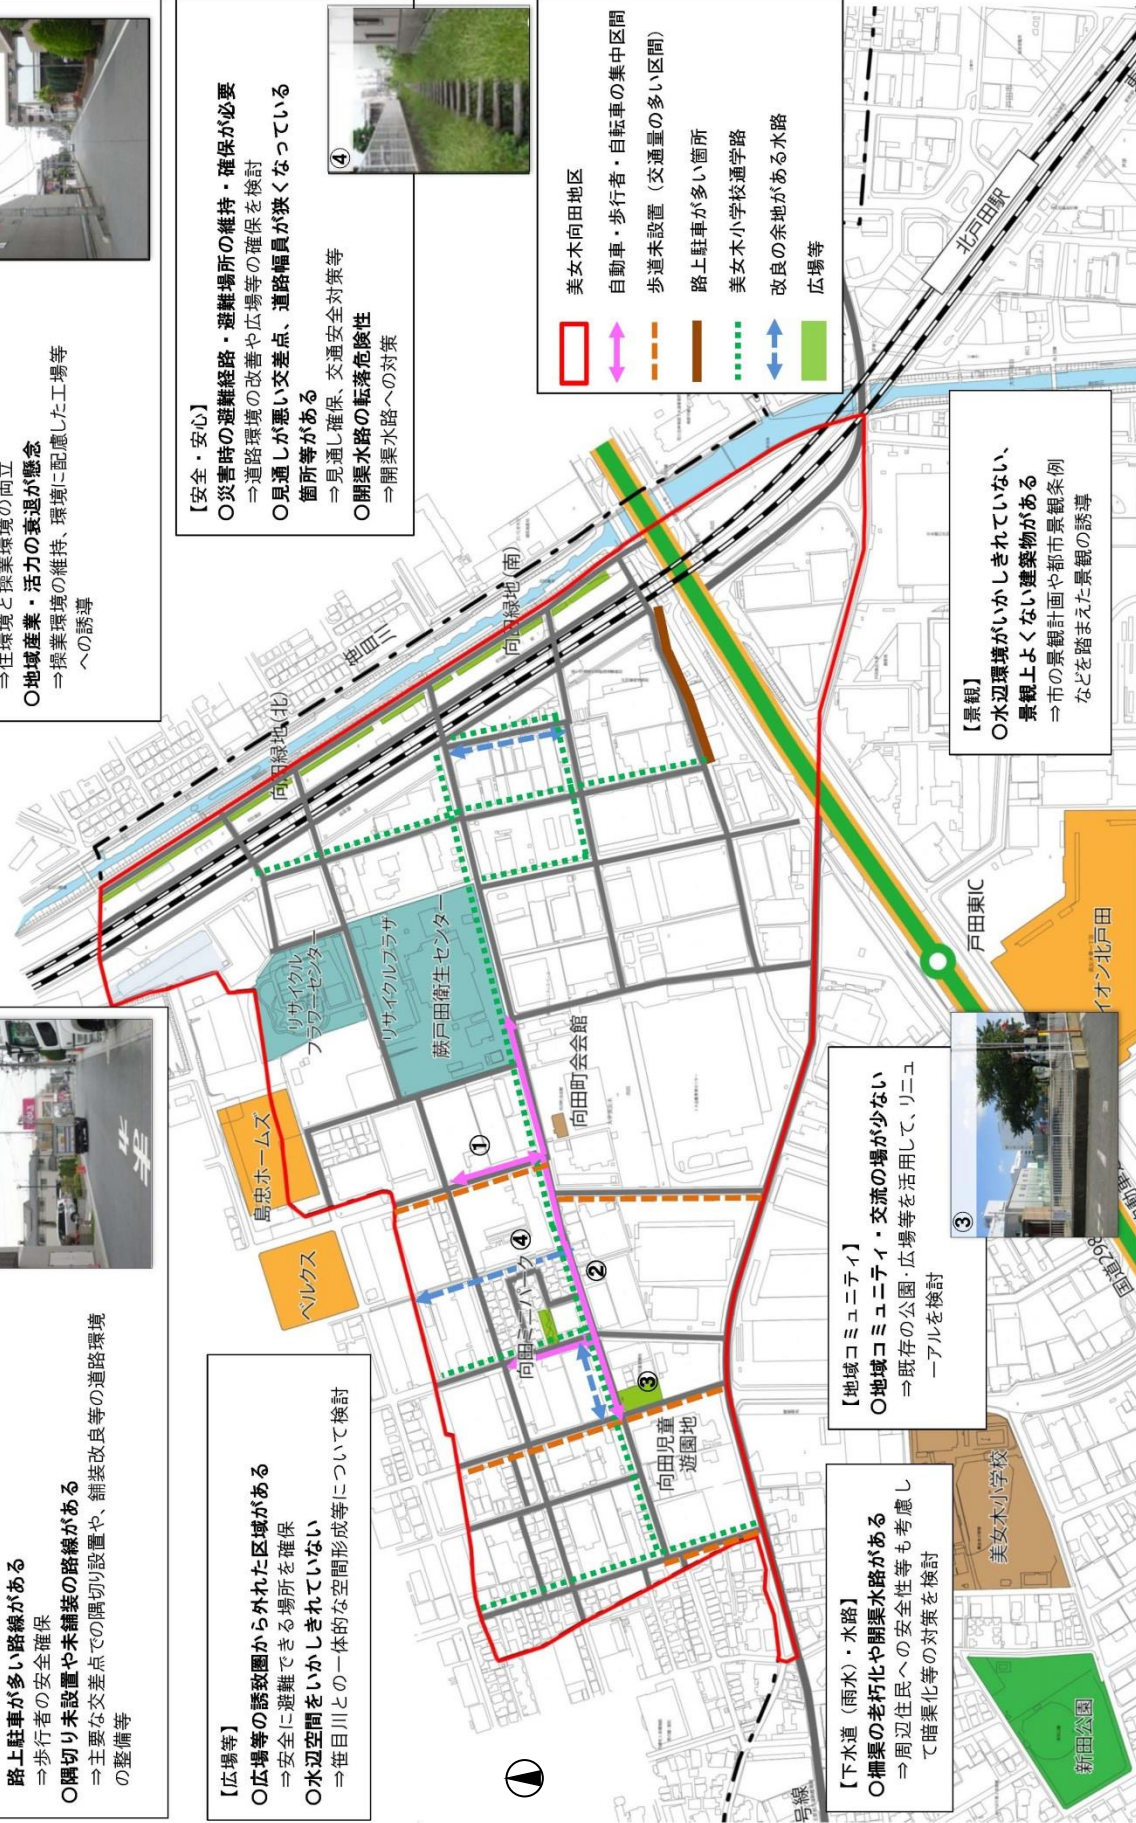 路上駐車が多い路線がある
⇒歩行者の安全確保
○隅切り未設置や未舗装の路線がある
⇒主要な交差点での隅切り設置や、舗装改良等の道路環境
の整備等
⇒住環境と操業環境の両立
○地域産業・活力の衰退が懸念
⇒操業環境の維持、環境に配慮した工場等
への誘導
【広場等】
○広場等の誘致圏から外れた区域がある
⇒安全に避難できる場所を確保
○水辺空間をいかしきれていない
⇒笹目川との一体的な空間形成等について検討
【安全・安心】
○災害時の避難経路・避難場所の維持・確保が必要
⇒道路環境の改善や広場等の確保を検討
○見通しが悪い交差点、道路幅員が狭くなっている
箇所等がある
⇒見通し確保、交通安全対策等
○開渠水路の転落危険性
⇒開渠水路への対策
④
美女木向田地区
自動車・歩行者・自転車の集中区間
歩道未設置（交通量の多い区間）
路上駐車が多い箇所
美女木小学校通学路
改良の余地がある水路
広場等
ベルクス
島忠ホームズ
リサイクル
フラワーセンター
リサイクルプラザ
蕨戸田衛生センター
向田緑地(北)
笹目川
向田緑地(南)
北戸田駅
①
向田ミニパーク
④
②
③
向田町会会館
向田児童
遊園地
【下水道（雨水）・水路】
○柵渠の老朽化や開渠水路がある
⇒周辺住民への安全性等も考慮し
て暗渠化等の対策を検討
【地域コミュニティ】
○地域コミュニティ・交流の場が少ない
⇒既存の公園・広場等を活用して、リニュ
ーアルを検討
③
【景観】
○水辺環境がいかしきれていない、
景観上よくない建築物がある
⇒市の景観計画や都市景観条例
などを踏まえた景観の誘導
戸田東IC
イオン北戸田
国道298
号線
美女木小学校
新田公園